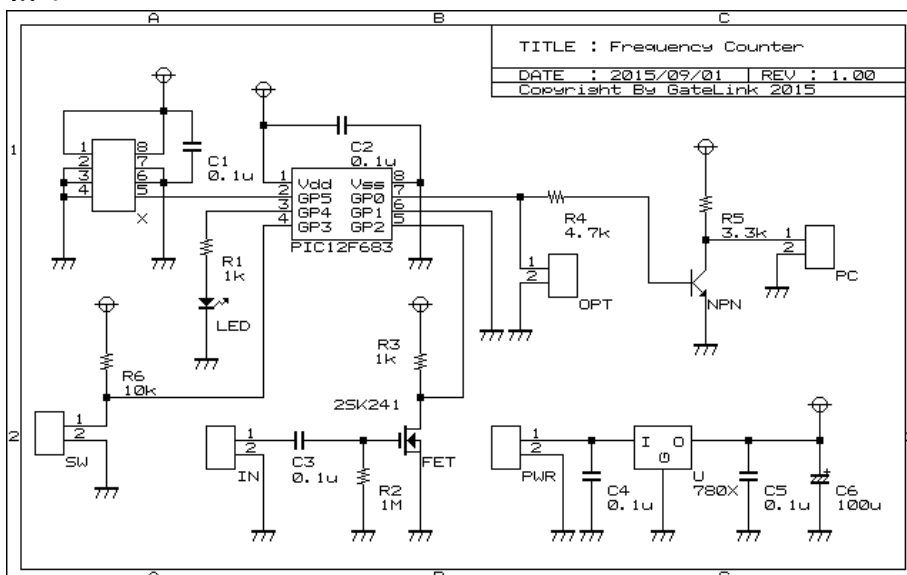 A B C
TITLE : Frequency Counter
DATE : 2015/09/01 REV : 1.00
Copyright By GateLink 2015
1
1 8
2 7
3 6
4 5
X
C1
0.1u
C2
0.1u
1 Vdd Vss 8
2 GP5 GP0 7
3 GP4 GP1 6
4 GP3 GP2 5
PIC12F683
R1
1k
LED
R4
4.7k
1
2
OPT
R5
3.3k
1
2
PC
NPN
R6
10k
R3
1k
2SK241
2
1
2
SW
1
2
IN
C3
0.1u
R2
1M
FET
1
2
PWR
C4
0.1u
I O
G
U
780X
C5
0.1u
+
C6
100u